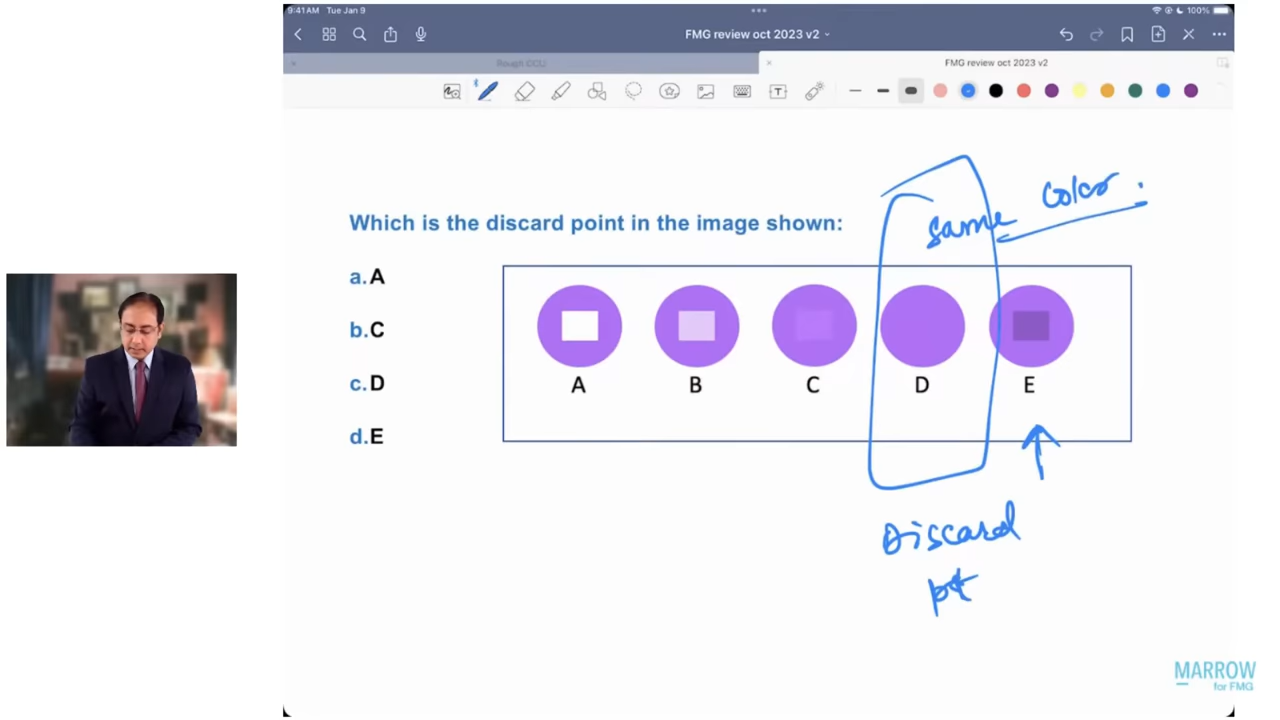 9:41 AM Tue Jan 9
100%
FMG review oct 2023 v2
Rough CCU
FMG review oct 2023 v2
T
same color.
Which is the discard point in the image shown:
a. A
b. C
c. D
d. E
A B C D E
Discard
pt
MARROW
for FMG